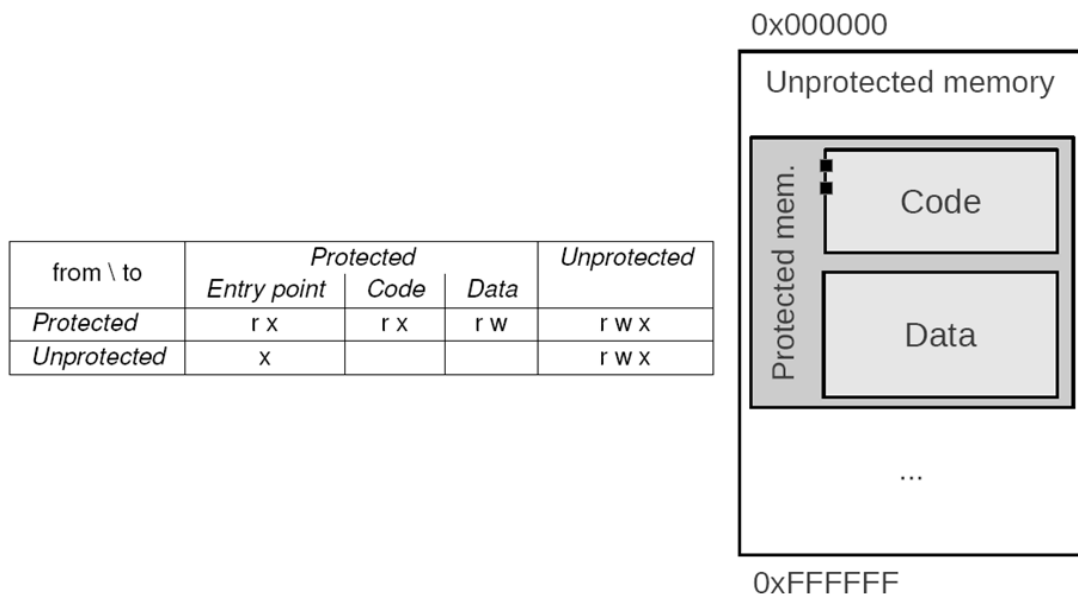 from \ to
Protected
Unprotected
Entry point Code Data
Protected r x r x r w r w x
Unprotected x r w x
0x000000
Unprotected memory
Protected mem.
Code
Data
...
0xFFFFFF